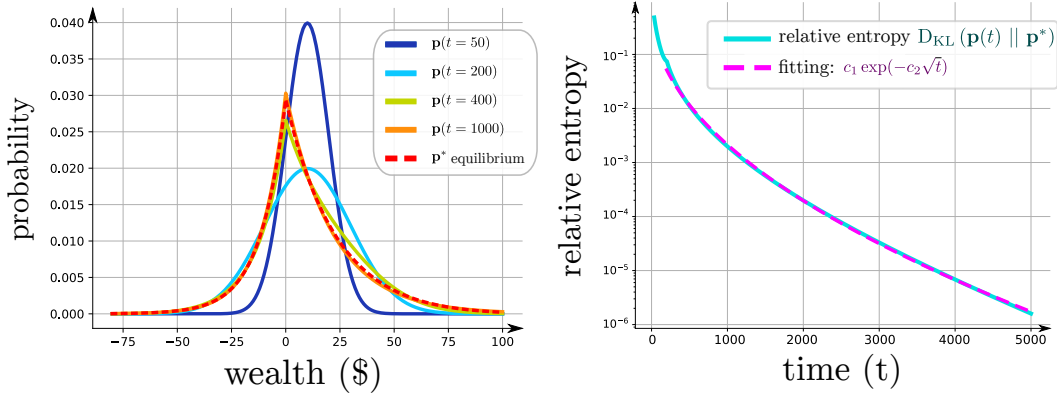 probability
0.040
0.035
0.030
0.025
0.020
0.015
0.010
0.005
0.000
p(t = 50)
p(t = 200)
p(t = 400)
p(t = 1000)
p* equilibrium
−75 −50 −25 0 25 50 75 100
wealth ($)
relative entropy
10⁻¹
10⁻²
10⁻³
10⁻⁴
10⁻⁵
10⁻⁶
relative entropy D_KL (p(t) || p*)
fitting: c₁ exp(−c₂√t)
0 1000 2000 3000 4000 5000
time (t)